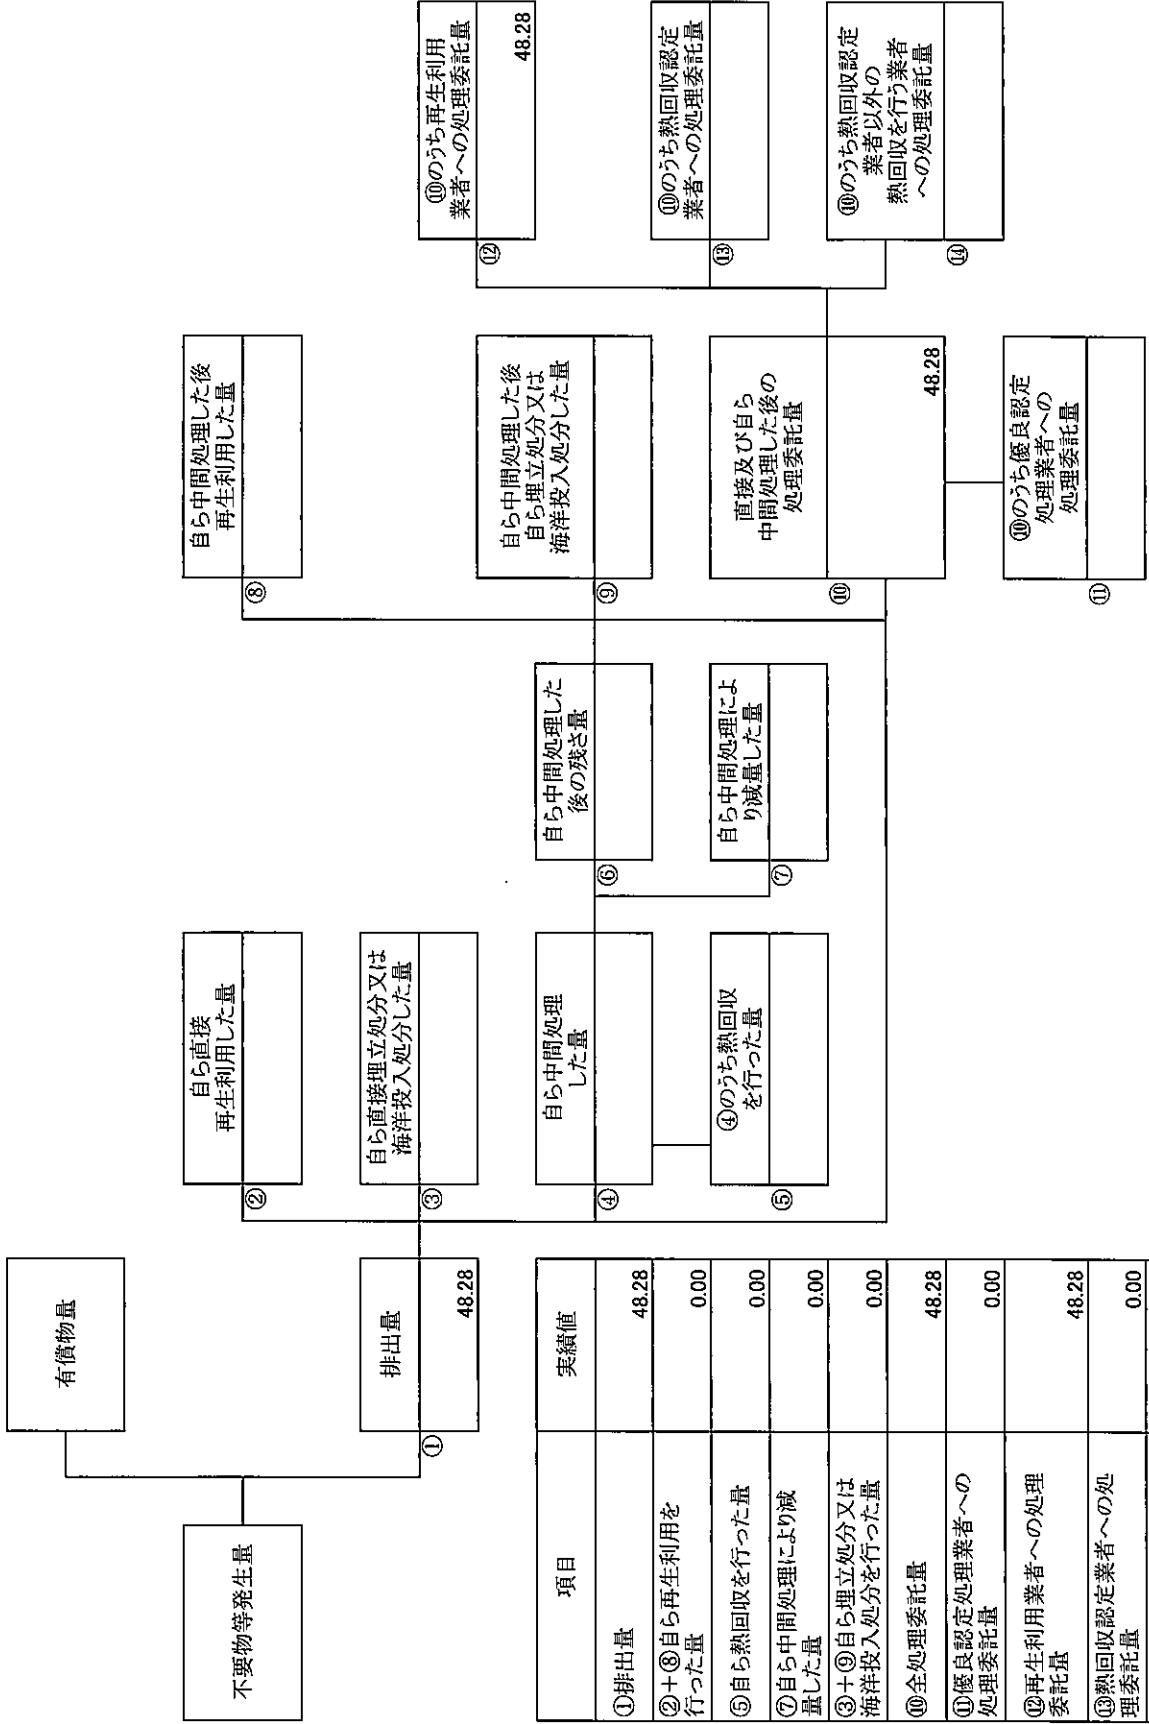 不要物等発生量
有償物量
①
排出量
48.28
②
自ら直接
再生利用した量
③
自ら直接埋立処分又は
海洋投入処分した量
④
自ら中間処理
した量
⑤
④のうち熱回収
を行った量
⑥
自ら中間処理した
後の残さ量
⑦
自ら中間処理によ
り減量した量
⑧
自ら中間処理した後
再生利用した量
⑨
自ら中間処理した後
自ら埋立処分又は
海洋投入処分した量
⑩
直接及び自ら
中間処理した後の
処理委託量
48.28
⑪
⑩のうち優良認定
処理業者への
処理委託量
⑫
⑩のうち再生利用
業者への処理委託量
48.28
⑬
⑩のうち熱回収認定
業者への処理委託量
⑭
⑩のうち熱回収認定
業者以外の
熱回収を行う業者
への処理委託量
項目 実績値
①排出量 48.28
②+⑧自ら再生利用を
行った量 0.00
⑤自ら熱回収を行った量 0.00
⑦自ら中間処理により減
量した量 0.00
③+⑨自ら埋立処分又は
海洋投入処分を行った量 0.00
⑩全処理委託量 48.28
⑪優良認定処理業者への
処理委託量 0.00
⑫再生利用業者への処理
委託量 48.28
⑬熱回収認定業者への処
理委託量 0.00